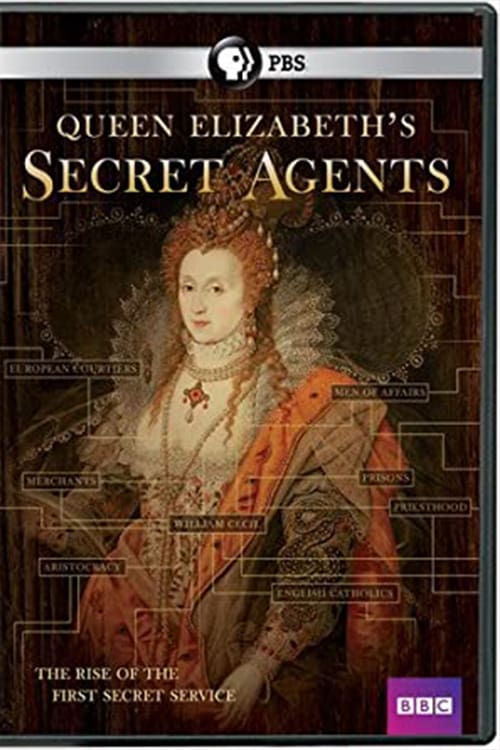 PBS
QUEEN ELIZABETH'S
SECRET AGENTS
EUROPEAN COURTIERS
MEN OF AFFAIRS
MERCHANTS
PRISONS
PRIESTHOOD
WILLIAM CECIL
ARISTOCRACY
ENGLISH CATHOLICS
THE RISE OF THE
FIRST SECRET SERVICE
BBC